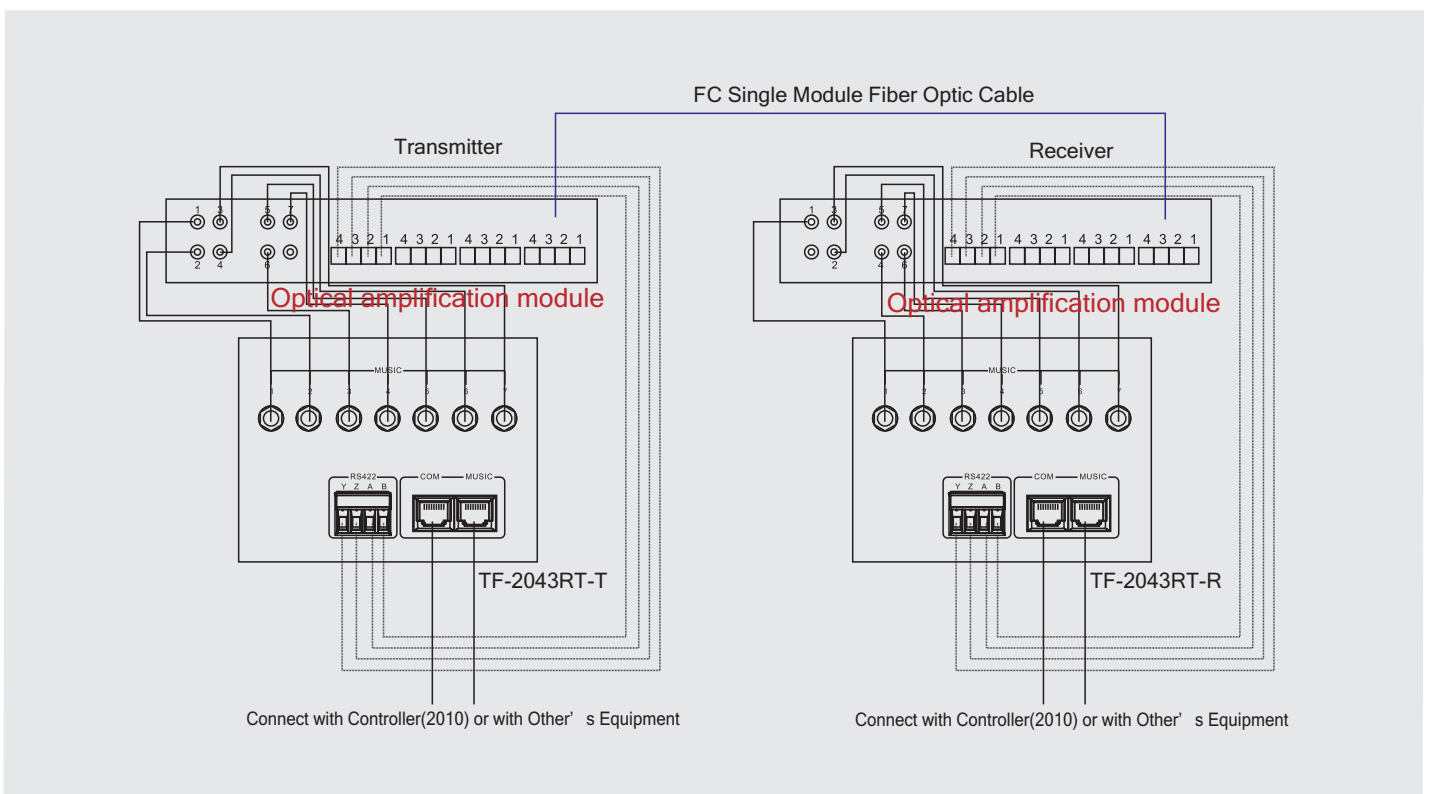 FC Single Module Fiber Optic Cable
Transmitter
1 3 5 7
2 4 6
4 3 2 1 4 3 2 1 4 3 2 1 4 3 2 1
Optical amplification module
MUSIC
1 2 3 4 5 6 7
RS422
Y Z A B
COM
MUSIC
TF-2043RT-T
Connect with Controller(2010) or with Other’ s Equipment
Receiver
1 3 5 7
2 4 6
4 3 2 1 4 3 2 1 4 3 2 1 4 3 2 1
Optical amplification module
MUSIC
1 2 3 4 5 6 7
RS422
Y Z A B
COM
MUSIC
TF-2043RT-R
Connect with Controller(2010) or with Other’ s Equipment